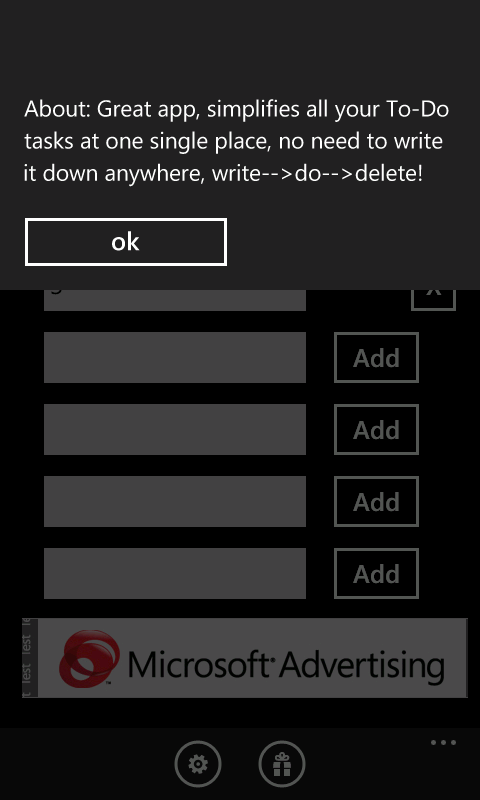 About: Great app, simplifies all your To-Do
tasks at one single place, no need to write
it down anywhere, write-->do-->delete!
ok
Add
Add
Add
Add
Test Test
Microsoft Advertising